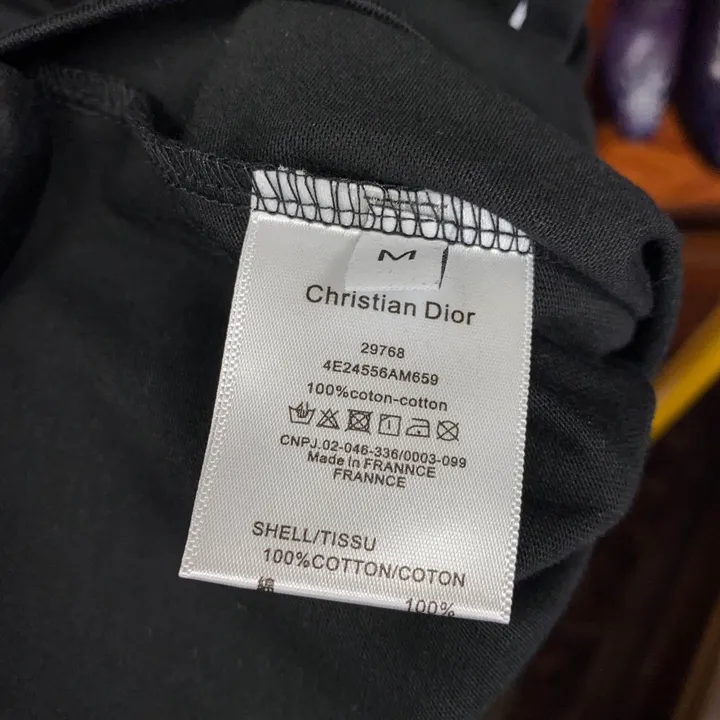 M
Christian Dior
29768
4E24556AM659
100%coton-cotton
CNPJ.02-046-336/0003-099
Made in FRANNCE
FRANNCE
SHELL/TISSU
100%COTTON/COTON
100%